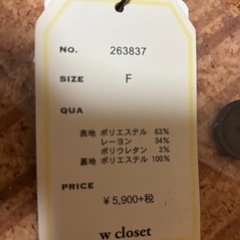 NO. 263837
SIZE F
QUA
表地 ポリエステル 63%
レーヨン 34%
ポリウレタン 3%
裏地 ポリエステル 100%
PRICE
¥5,900+税
w closet